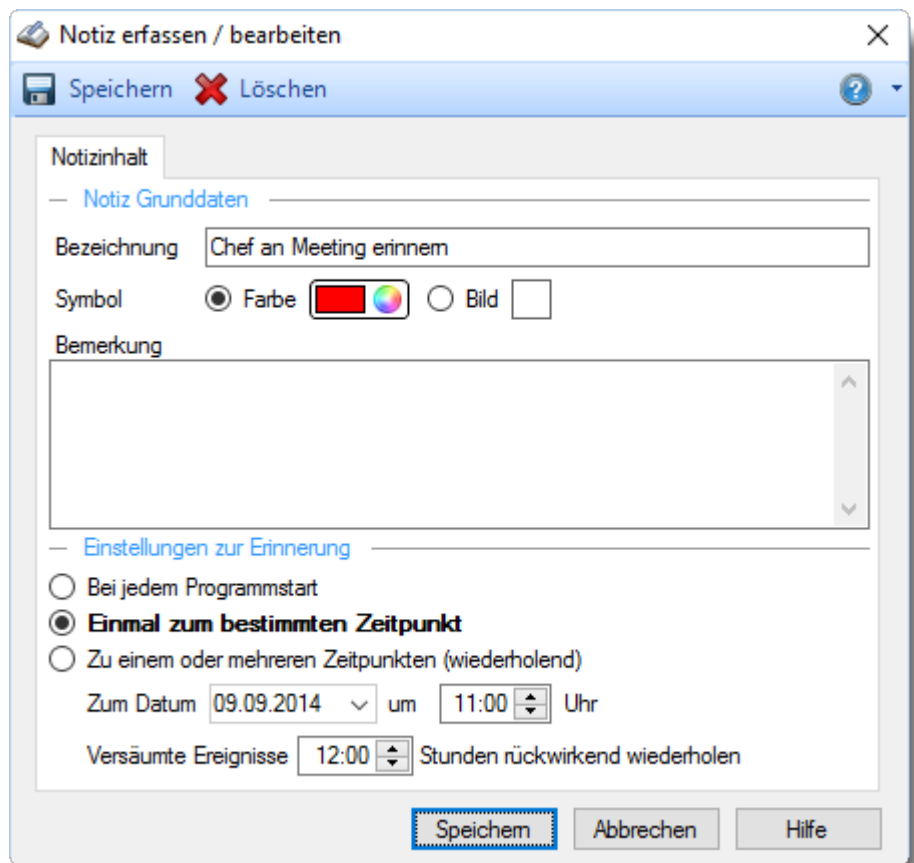 Notiz erfassen / bearbeiten
Speichern Löschen
Notizinhalt
Notiz Grunddaten
Bezeichnung Chef an Meeting erinnern
Symbol Farbe Bild
Bemerkung
Einstellungen zur Erinnerung
Bei jedem Programmstart
Einmal zum bestimmten Zeitpunkt
Zu einem oder mehreren Zeitpunkten (wiederholend)
Zum Datum 09.09.2014 um 11:00 Uhr
Versäumte Ereignisse 12:00 Stunden rückwirkend wiederholen
Speichern Abbrechen Hilfe